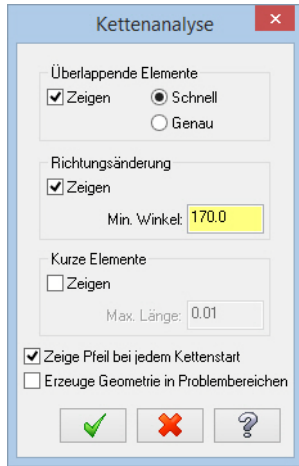 Kettenanalyse
Überlappende Elemente
Zeigen
Schnell
Genau
Richtungsänderung
Zeigen
Min. Winkel: 170.0
Kurze Elemente
Zeigen
Max. Länge: 0.01
Zeige Pfeil bei jedem Kettenstart
Erzeuge Geometrie in Problembereichen